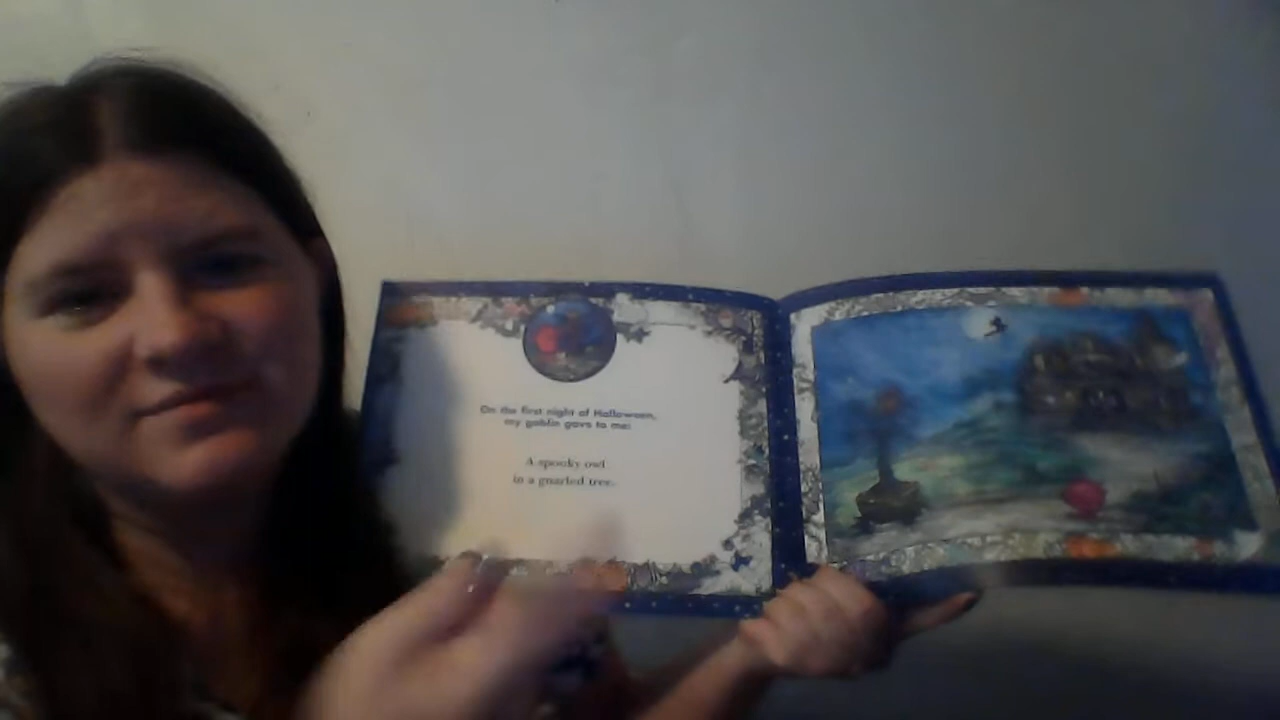 On the first night of Halloween,
my goblin gave to me:
A spooky owl
in a gnarled tree.